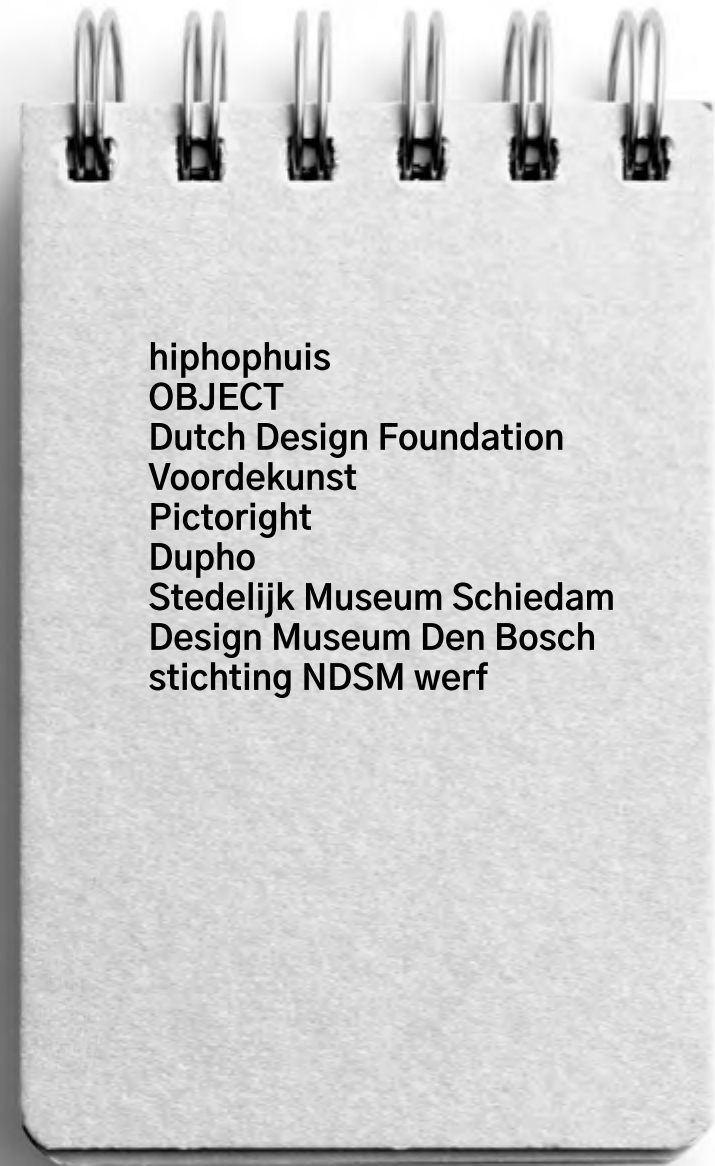 hiphophuis
OBJECT
Dutch Design Foundation
Voordekunst
Pictoright
Dupho
Stedelijk Museum Schiedam
Design Museum Den Bosch
stichting NDSM werf